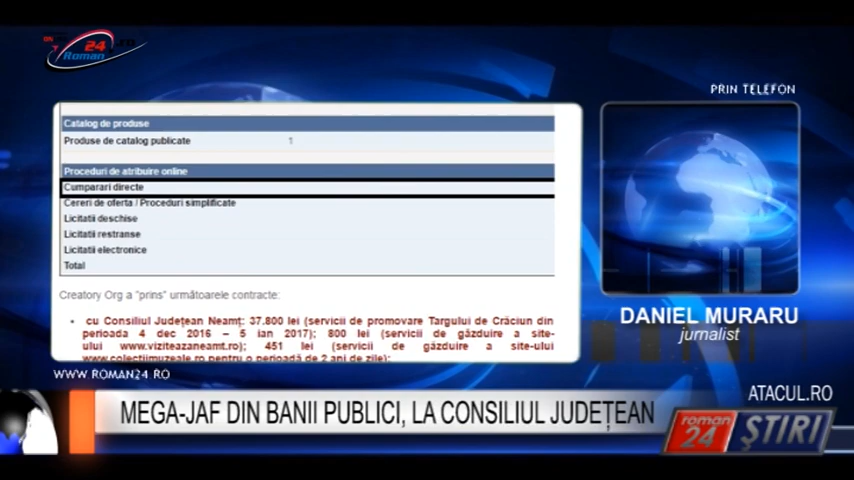 ON
24
.RO
Roman
PRIN TELEFON
Catalog de produse
Produse de catalog publicate 1
Proceduri de atribuire online
Cumparari directe
Cereri de oferta / Proceduri simplificate
Licitatii deschise
Licitatii restranse
Licitatii electronice
Total
Creatory Org a "prins" următoarele contracte:
• cu Consiliul Județean Neamț: 37.800 lei (servicii de promovare Targului de Crăciun din
perioada 4 dec 2016 – 5 ian 2017); 800 lei (servicii de găzduire a site-
ului www.viziteazaneamt.ro); 451 lei (servicii de găzduire a site-ului
www.colectiimuzeale.ro pentru o perioadă de 2 ani de zile);
DANIEL MURARU
jurnalist
WWW.ROMAN24.RO
ATACUL.RO
MEGA-JAF DIN BANII PUBLICI, LA CONSILIUL JUDEȚEAN
roman
24
ȘTIRI